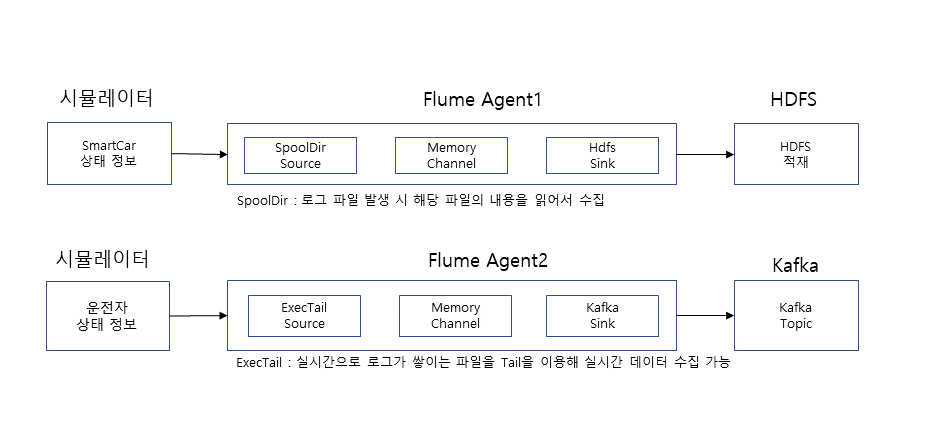 시뮬레이터
Flume Agent1
HDFS
SmartCar
상태 정보
SpoolDir
Source
Memory
Channel
Hdfs
Sink
HDFS
적재
SpoolDir : 로그 파일 발생 시 해당 파일의 내용을 읽어서 수집
시뮬레이터
Flume Agent2
Kafka
운전자
상태 정보
ExecTail
Source
Memory
Channel
Kafka
Sink
Kafka
Topic
ExecTail : 실시간으로 로그가 쌓이는 파일을 Tail을 이용해 실시간 데이터 수집 가능